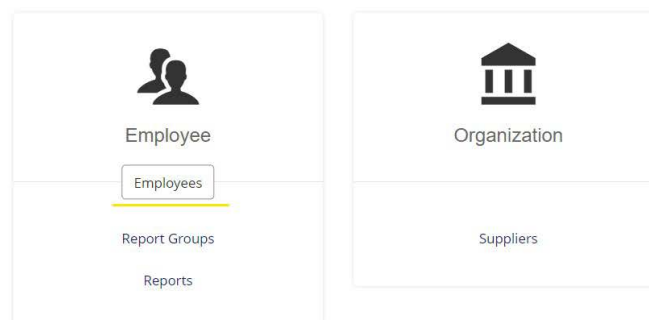 Employee
Employees
Report Groups
Reports
Organization
Suppliers